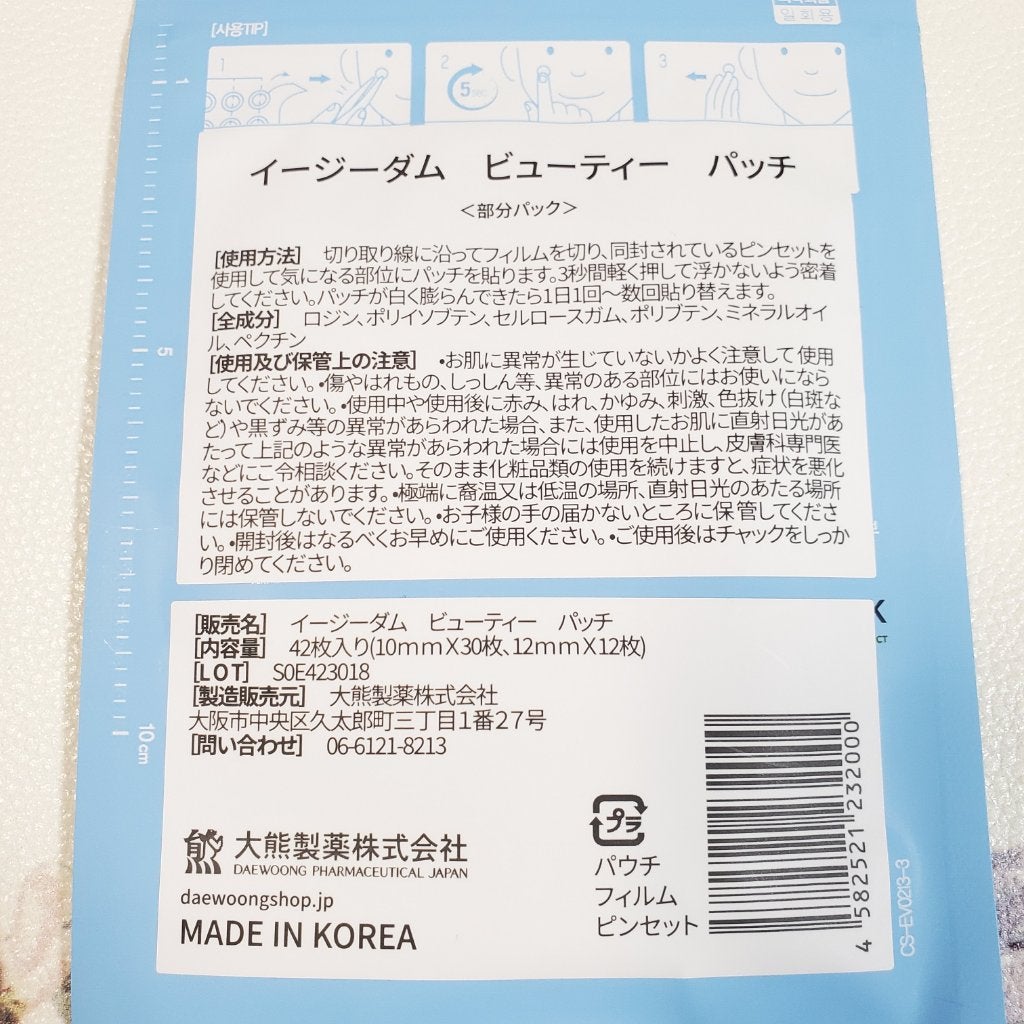 일회용
[사용TIP]
1
2
5sec
3
イージーダム ビューティー パッチ
＜部分パック＞
[使用方法] 切り取り線に沿ってフィルムを切り、同封されているピンセットを
使用して気になる部位にパッチを貼ります。3秒間軽く押して浮かないよう密着
してください。パッチが白く膨らんできたら1日1回〜数回貼り替えます。
[全成分] ロジン、ポリイソブテン、セルロースガム、ポリブテン、ミネラルオイ
ル、ペクチン
[使用及び保管上の注意] •お肌に異常が生じていないかよく注意して使用
してください。•傷やはれもの、しっしん等、異常のある部位にはお使いになら
ないでください。•使用中や使用後に赤み、はれ、かゆみ、刺激、色抜け（白斑な
ど）や黒ずみ等の異常があらわれた場合、また、使用したお肌に直射日光があ
たって上記のような異常があらわれた場合には使用を中止し、皮膚科専門医
などにこ令相談ください。そのまま化粧品類の使用を続けますと、症状を悪化
させることがあります。•極端に裔温又は低温の場所、直射日光のあたる場所
には保管しないでください。•お子様の手の届かないところに保管してくださ
い。•開封後はなるべくお早めにご使用ください。•ご使用後はチャックをしっか
り閉めてください。
1
5
10cm
[販売名] イージーダム ビューティー パッチ
[内容量] 42枚入り(10ｍｍX30枚、12ｍｍX12枚)
[LOT] S0E423018
[製造販売元] 大熊製薬株式会社
大阪市中央区久太郎町三丁目1番27号
[問い合わせ] 06-6121-8213
K
CT
大熊製薬株式会社
DAEWOONG PHARMACEUTICAL JAPAN
daewoongshop.jp
MADE IN KOREA
プラ
パウチ
フィルム
ピンセット
4 582521 232000
CS-EV0213-3